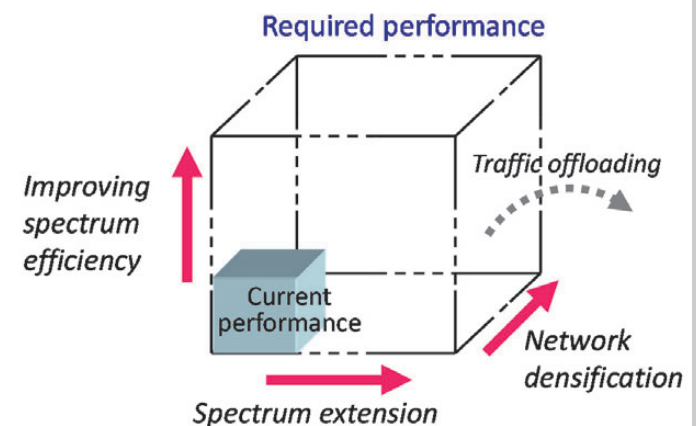 Required performance
Traffic offloading
Improving
spectrum
efficiency
Current
performance
Network
densification
Spectrum extension